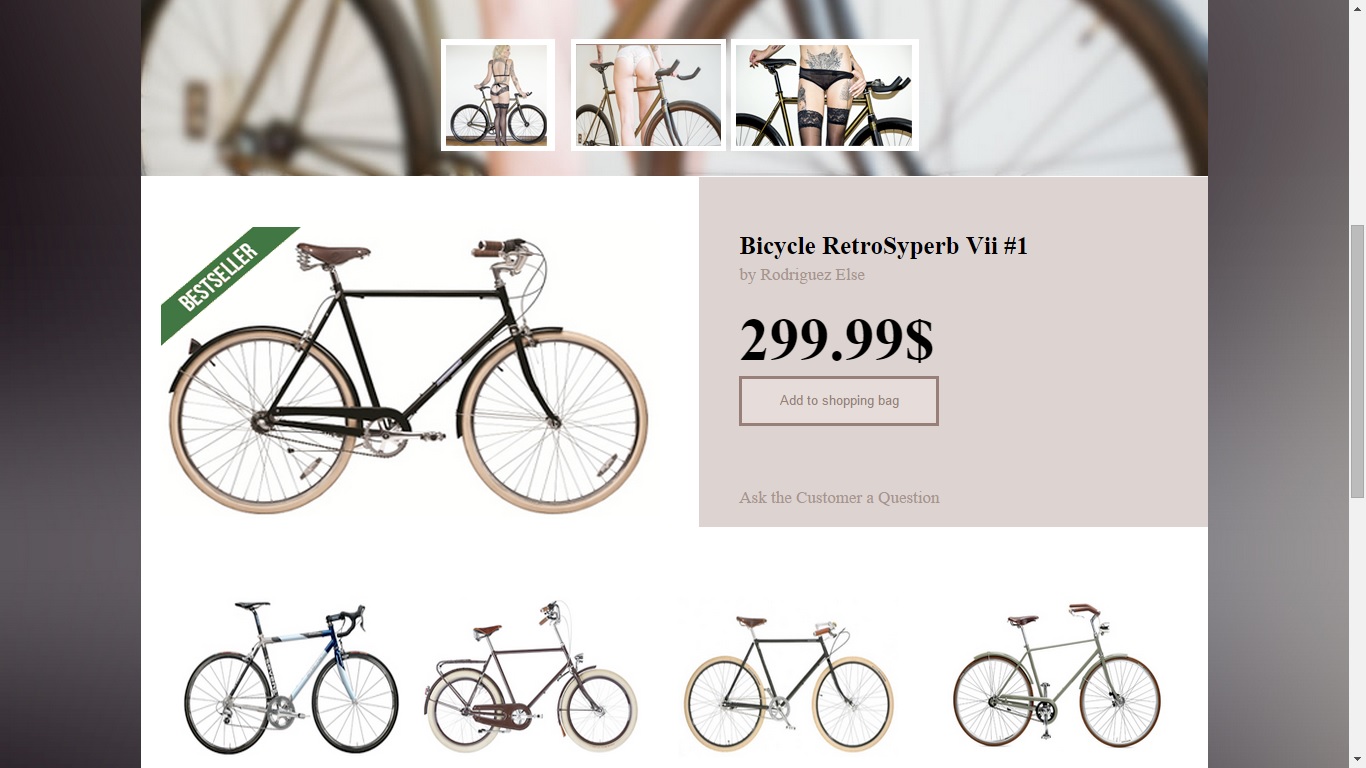 BESTSELLER
Bicycle RetroSyperb Vii #1
by Rodriguez Else
299.99$
Add to shopping bag
Ask the Customer a Question